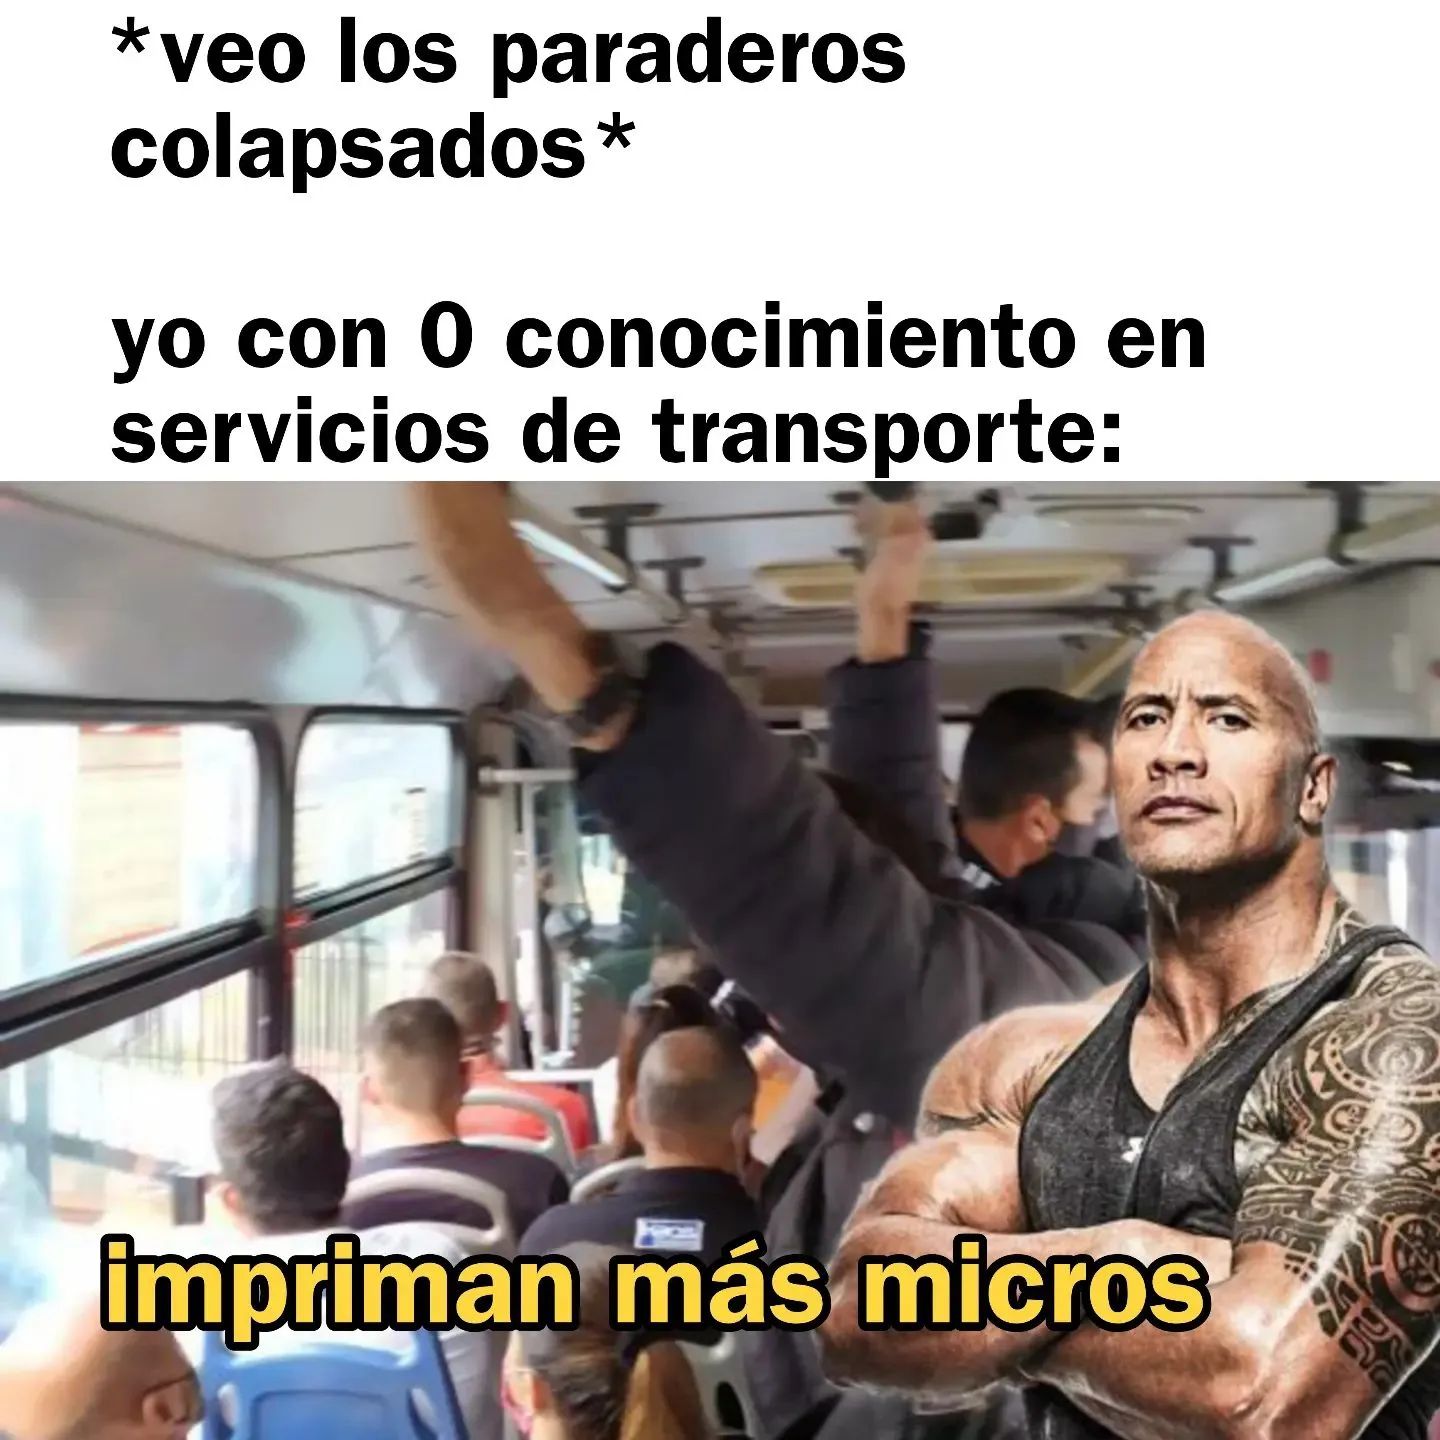 *veo los paraderos
colapsados*
yo con 0 conocimiento en
servicios de transporte:
impriman más micros